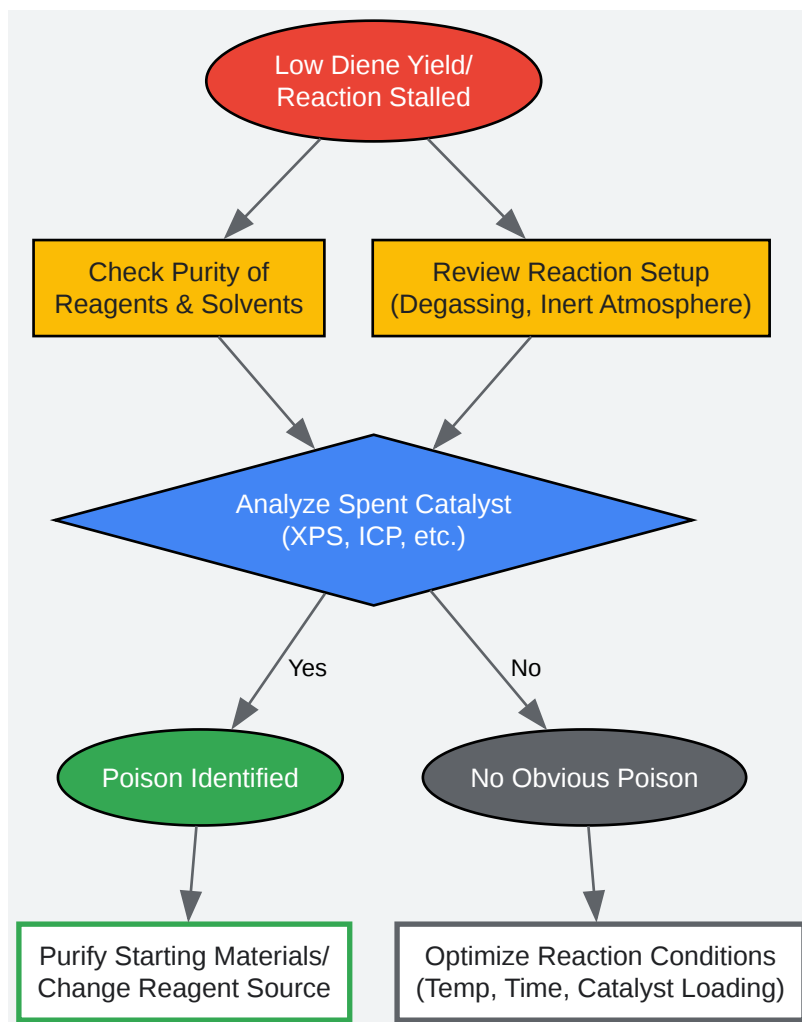 Low Diene Yield/
Reaction Stalled
Check Purity of
Reagents & Solvents
Review Reaction Setup
(Degassing, Inert Atmosphere)
Analyze Spent Catalyst
(XPS, ICP, etc.)
Yes
No
Poison Identified
No Obvious Poison
Purify Starting Materials/
Change Reagent Source
Optimize Reaction Conditions
(Temp, Time, Catalyst Loading)